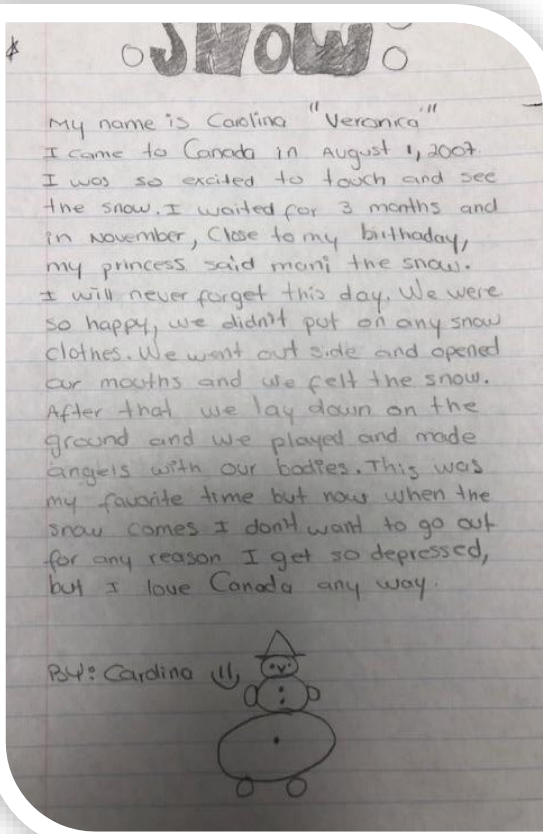 SNOW
My name is Carolina "Veronica"
I came to Canada in August 1, 2007.
I was so excited to touch and see
the snow. I waited for 3 months and
in November, Close to my birthaday,
my princess said mami the snow.
I will never forget this day. We were
so happy, we didn't put on any snow
clothes. We went out side and opened
our mouths and we felt the snow.
After that we lay down on the
ground and we played and made
angels with our bodies. This was
my favorite time but now when the
snow comes I don't want to go out
for any reason I get so depressed,
but I love Canada any way.
BY: Carolina